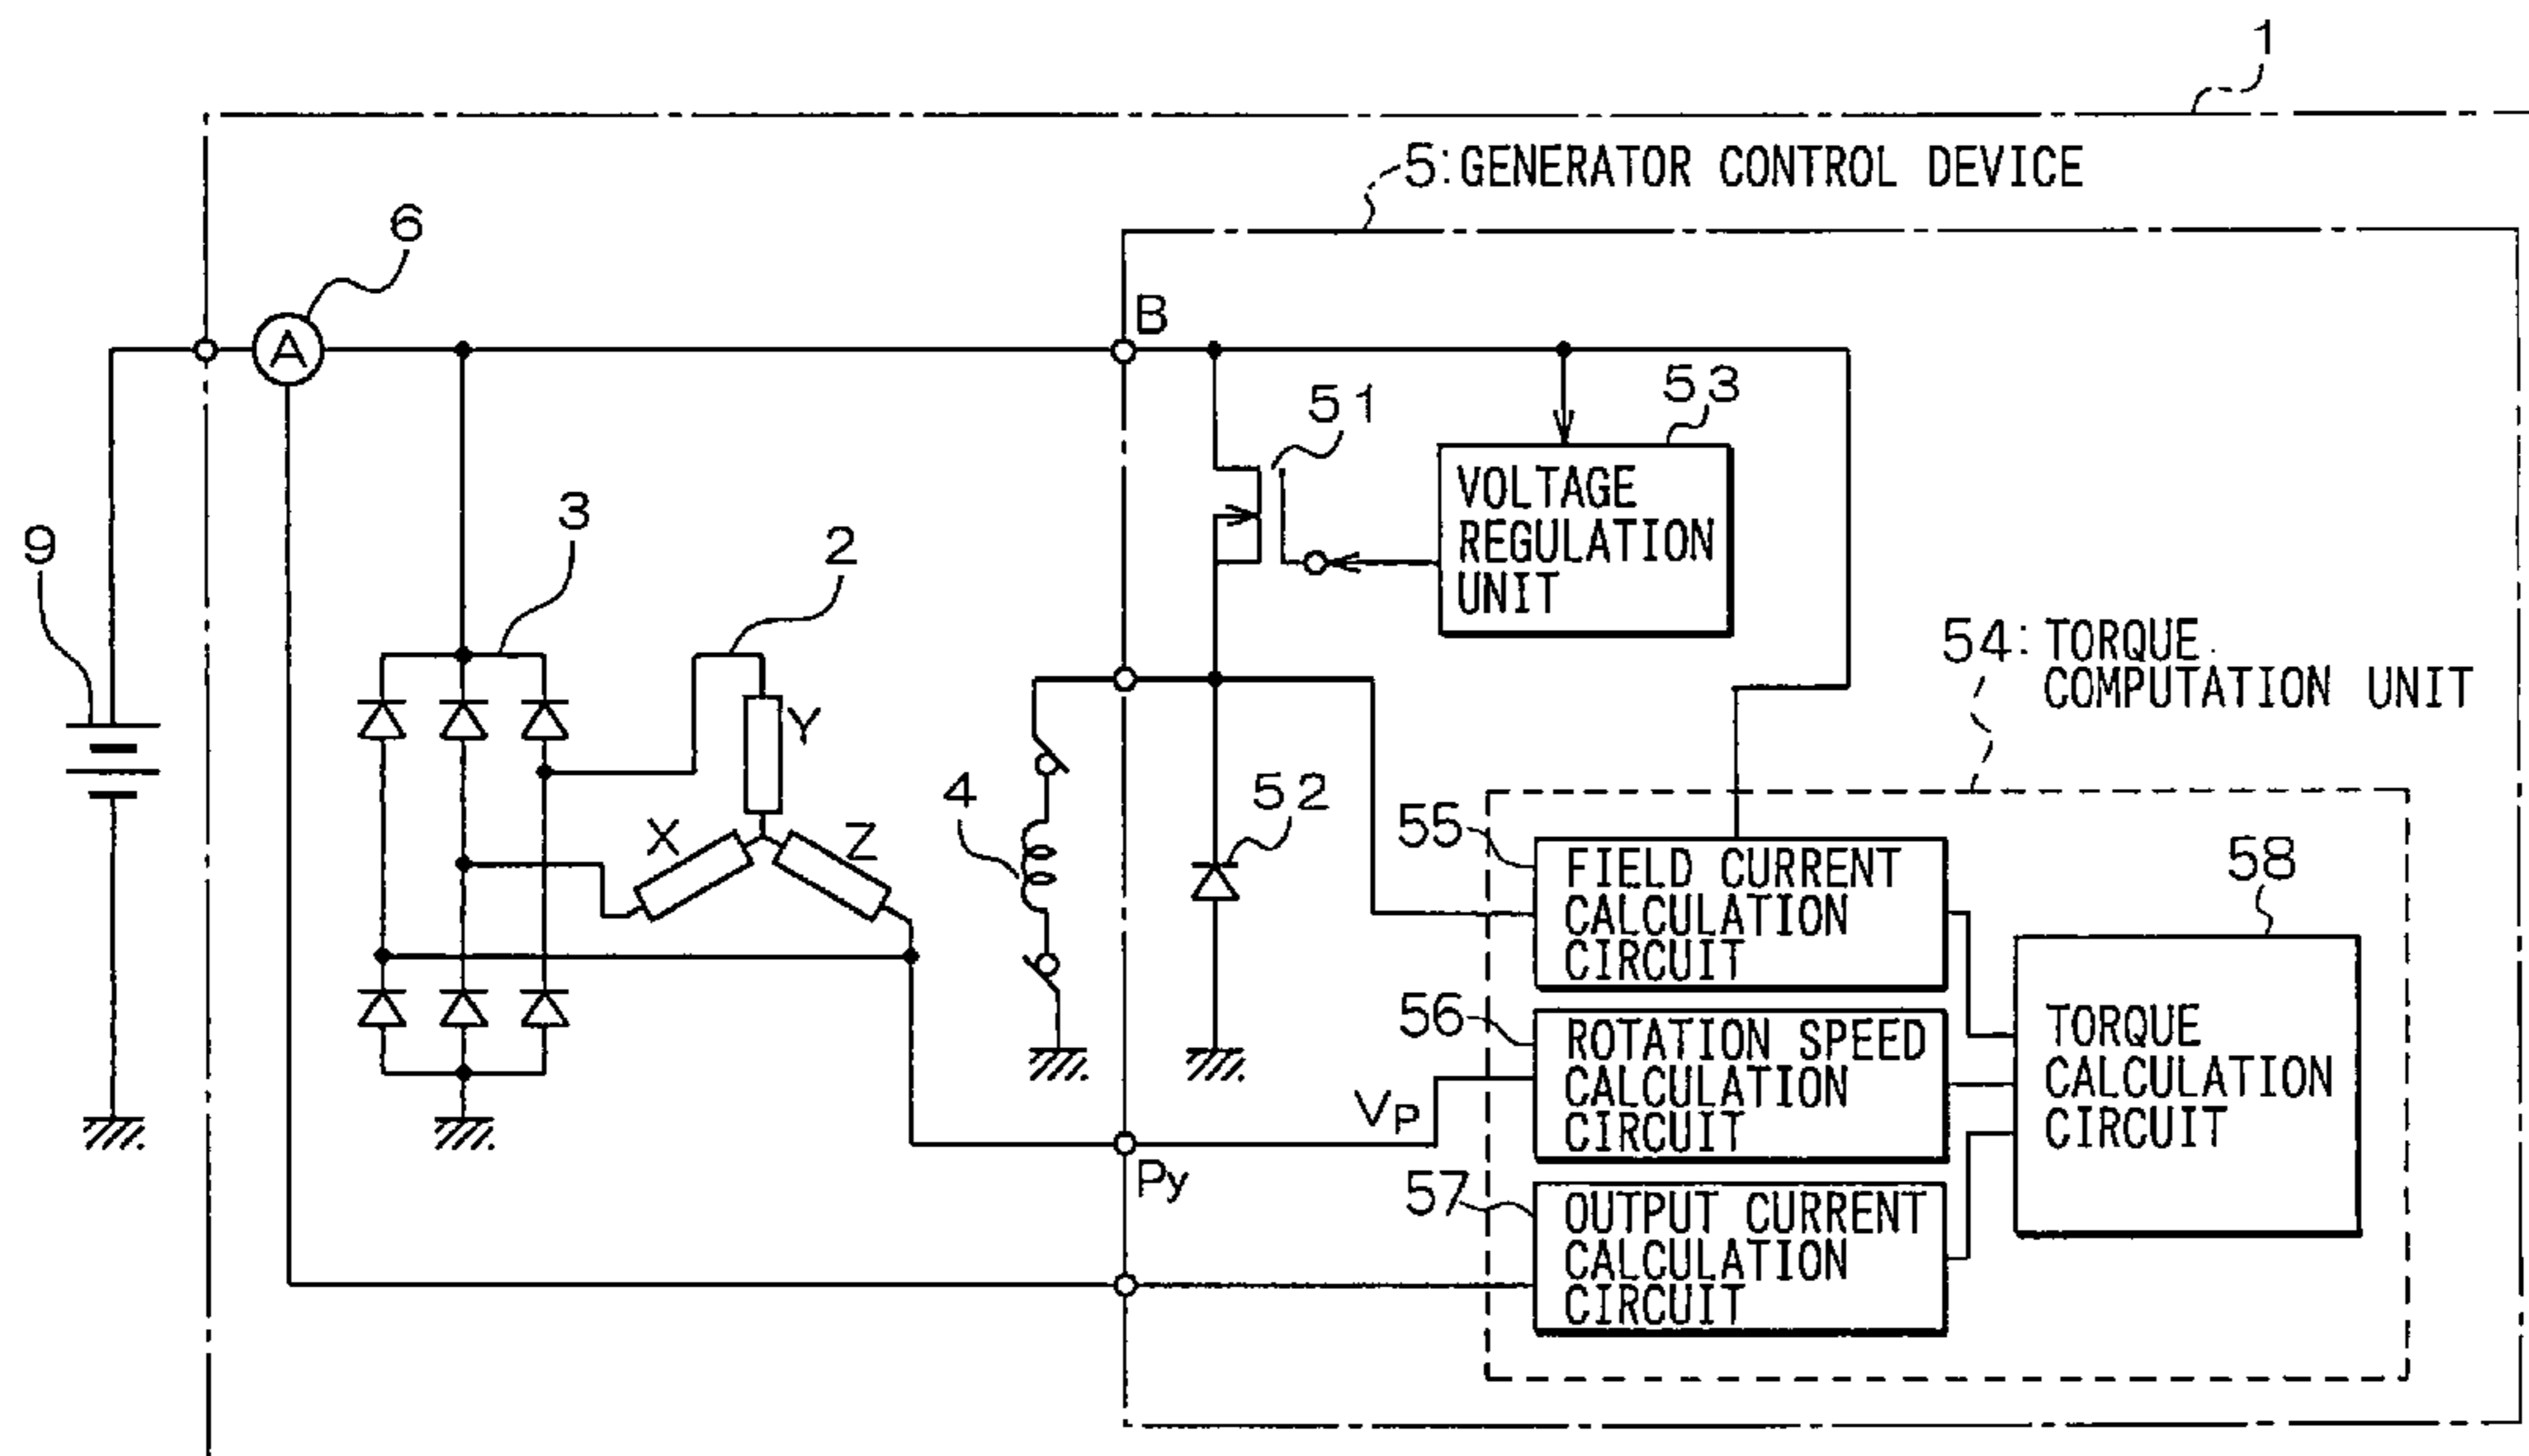 1
5: GENERATOR CONTROL DEVICE
6
A
B
51
53
VOLTAGE
REGULATION
UNIT
9
3
2
Y
X
Z
4
52
54: TORQUE
COMPUTATION UNIT
55
FIELD CURRENT
CALCULATION
CIRCUIT
56
ROTATION SPEED
CALCULATION
CIRCUIT
57
OUTPUT CURRENT
CALCULATION
CIRCUIT
58
TORQUE
CALCULATION
CIRCUIT
VP
Py